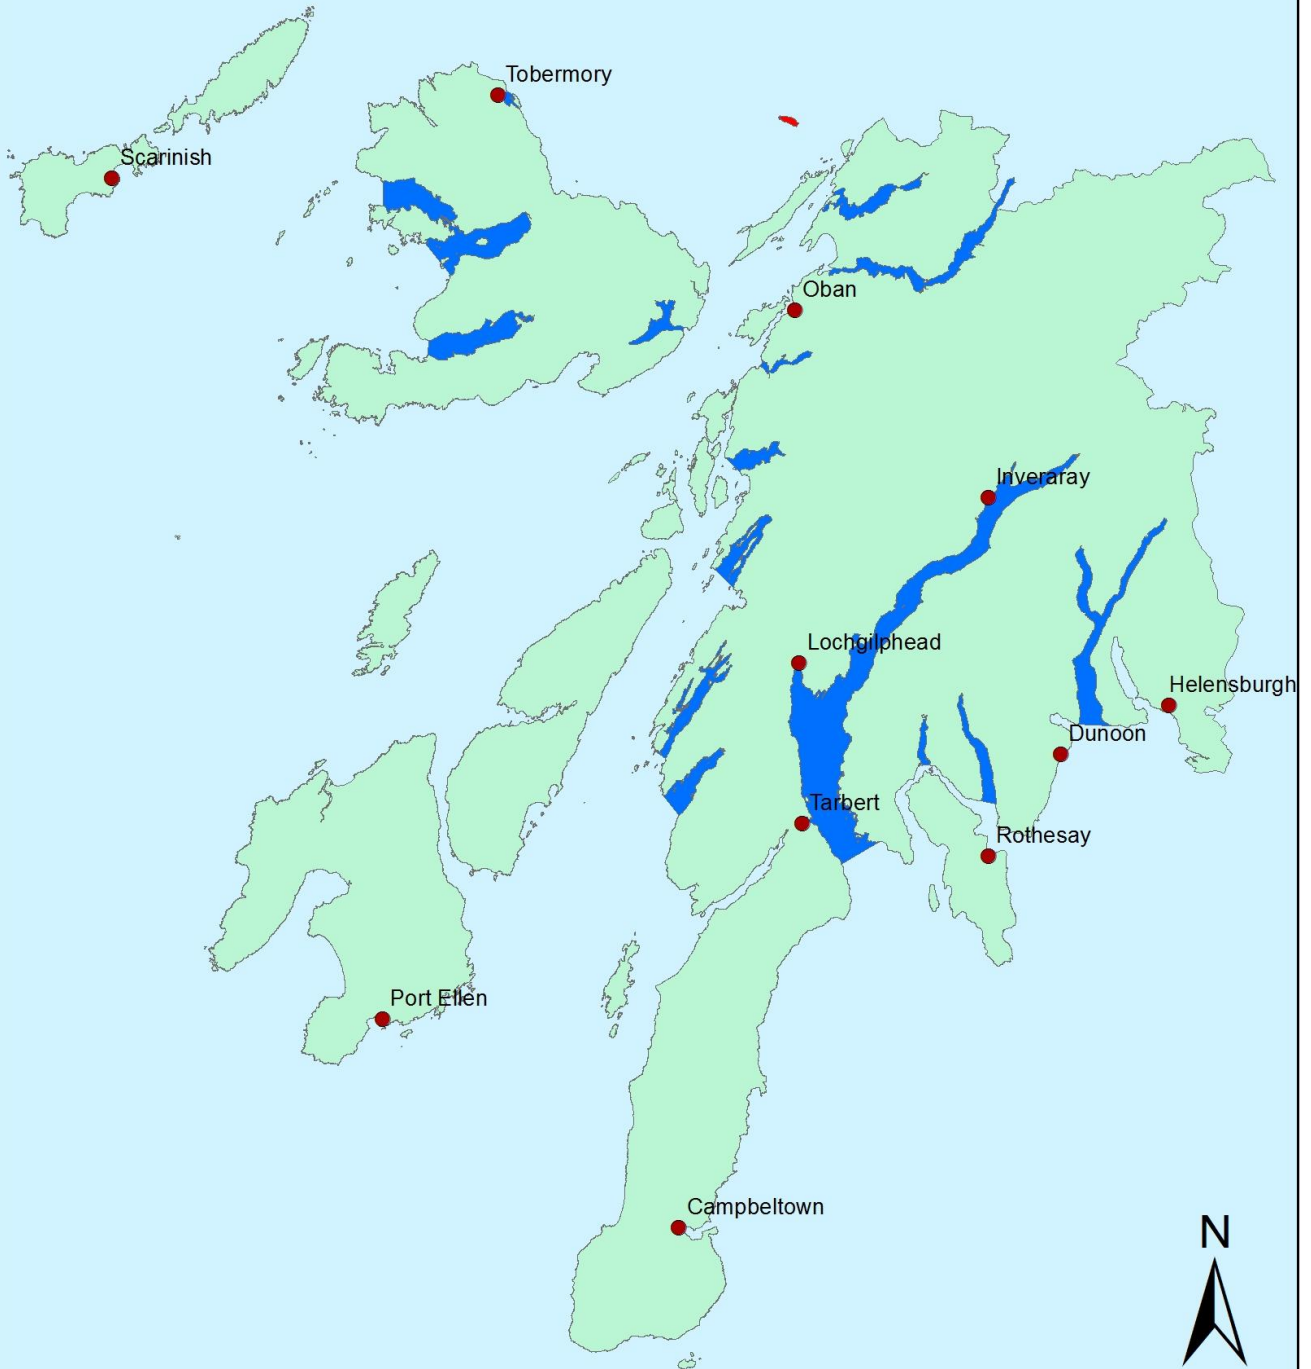 Tobermory
Scarinish
Oban
Inveraray
Lochgilphead
Helensburgh
Dunoon
Tarbert
Rothesay
Port Ellen
Campbeltown
N